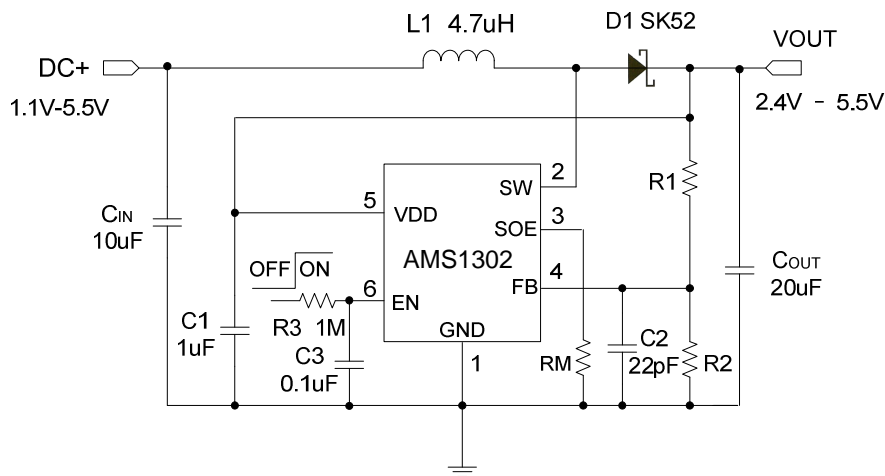 L1 4.7uH
D1 SK52
VOUT
DC+
1.1V-5.5V
2.4V - 5.5V
2
SW
R1
5
VDD
3
SOE
CIN
10uF
AMS1302
4
FB
COUT
20uF
OFF ON
6
EN
R3 1M
GND
C1
1uF
C2
22pF
R2
C3
0.1uF
1
RM